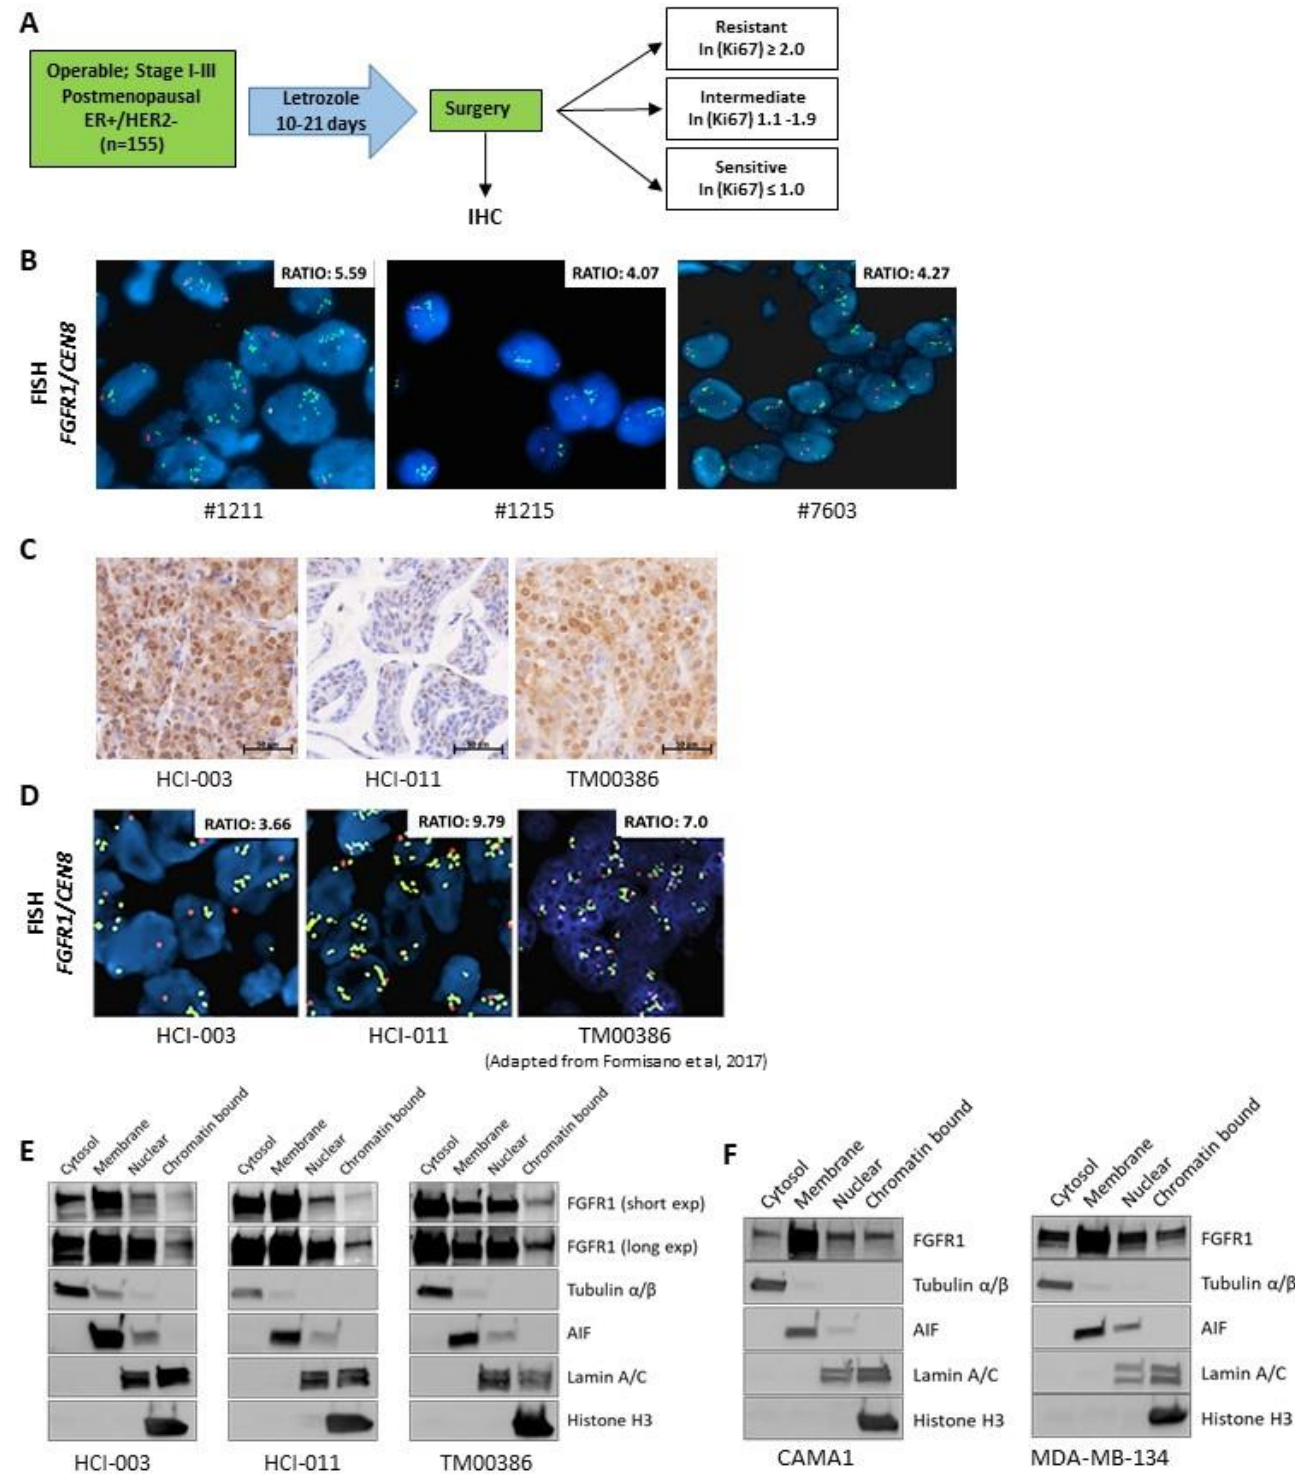 A
Operable; Stage I-III
Postmenopausal
ER+/HER2-
(n=155)
Letrozole
10-21 days
Surgery
IHC
Resistant
ln (Ki67) ≥ 2.0
Intermediate
ln (Ki67) 1.1 -1.9
Sensitive
ln (Ki67) ≤ 1.0
B
FISH
FGFR1/CEN8
RATIO: 5.59
RATIO: 4.07
RATIO: 4.27
#1211
#1215
#7603
C
50 µm
50 µm
50 µm
HCI-003
HCI-011
TM00386
D
FISH
FGFR1/CEN8
RATIO: 3.66
RATIO: 9.79
RATIO: 7.0
HCI-003
HCI-011
TM00386
(Adapted from Formisano et al, 2017)
E
Cytosol
Membrane
Nuclear
Chromatin bound
Cytosol
Membrane
Nuclear
Chromatin bound
Cytosol
Membrane
Nuclear
Chromatin bound
FGFR1 (short exp)
FGFR1 (long exp)
Tubulin α/β
AIF
Lamin A/C
Histone H3
HCI-003
HCI-011
TM00386
F
Cytosol
Membrane
Nuclear
Chromatin bound
FGFR1
Tubulin α/β
AIF
Lamin A/C
Histone H3
CAMA1
Cytosol
Membrane
Nuclear
Chromatin bound
FGFR1
Tubulin α/β
AIF
Lamin A/C
Histone H3
MDA-MB-134